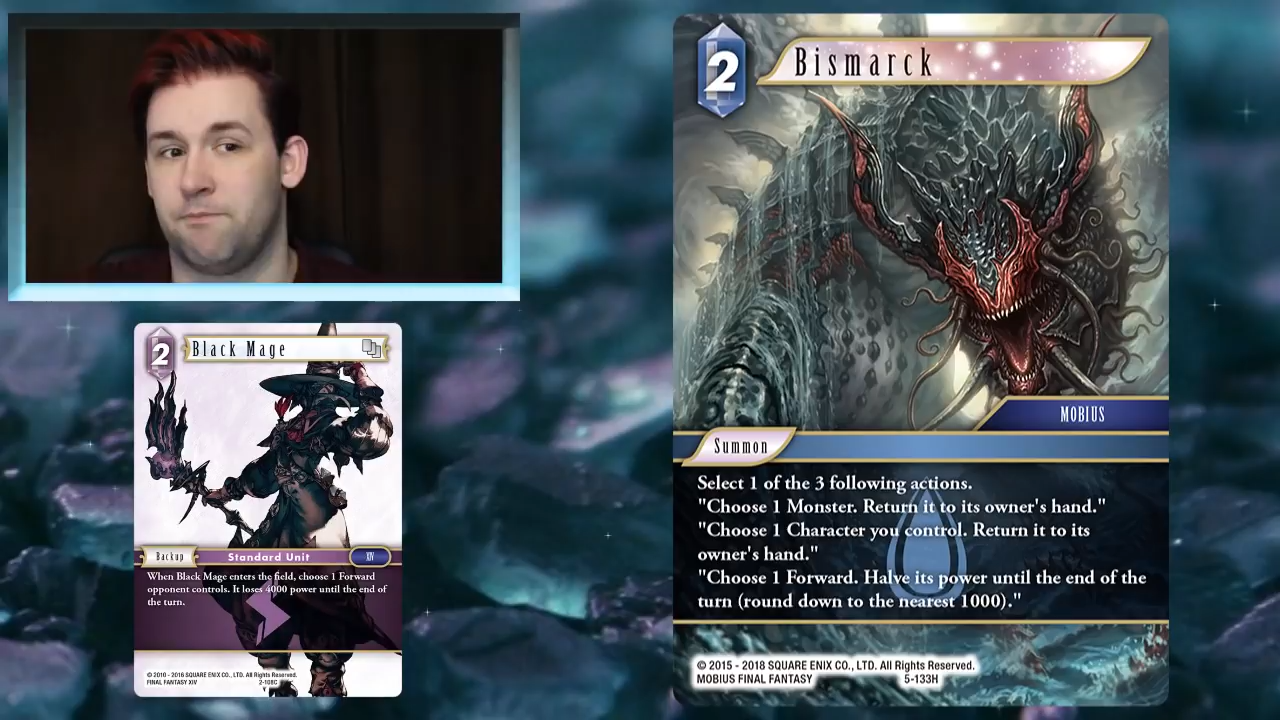 2
Bismarck
MOBIUS
Summon
Select 1 of the 3 following actions.
"Choose 1 Monster. Return it to its owner's hand."
"Choose 1 Character you control. Return it to its
owner's hand."
"Choose 1 Forward. Halve its power until the end of the
turn (round down to the nearest 1000)."
© 2015 - 2018 SQUARE ENIX CO., LTD. All Rights Reserved.
MOBIUS FINAL FANTASY 5-133H
2
Black Mage
Backup
Standard Unit
XIV
When Black Mage enters the field, choose 1 Forward
opponent controls. It loses 4000 power until the end of
the turn.
© 2010 - 2016 SQUARE ENIX CO., LTD. All Rights Reserved.
FINAL FANTASY XIV 2-108C